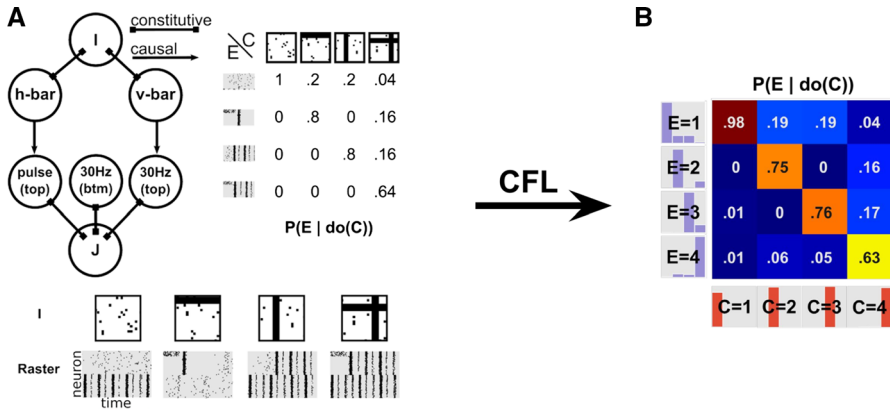 A
B
I
constitutive
causal
C
E
h-bar
v-bar
1 .2 .2 .04
0 .8 0 .16
0 0 .8 .16
0 0 0 .64
P(E | do(C))
pulse (top)
30Hz (btm)
30Hz (top)
J
I
Raster
neuron
time
CFL
P(E | do(C))
E=1 .98 .19 .19 .04
E=2 0 .75 0 .16
E=3 .01 0 .76 .17
E=4 .01 .06 .05 .63
C=1 C=2 C=3 C=4